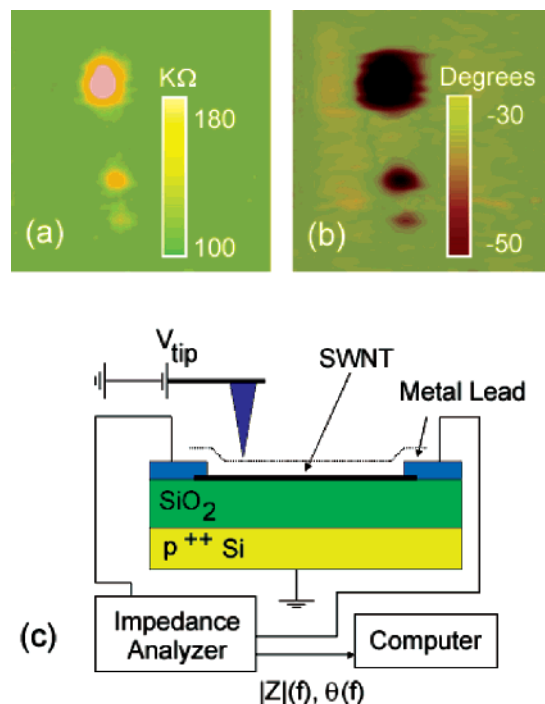 KΩ
180
100
(a)
Degrees
-30
-50
(b)
V_tip
SWNT
Metal Lead
SiO₂
p⁺⁺ Si
(c)
Impedance
Analyzer
Computer
|Z|(f), θ(f)